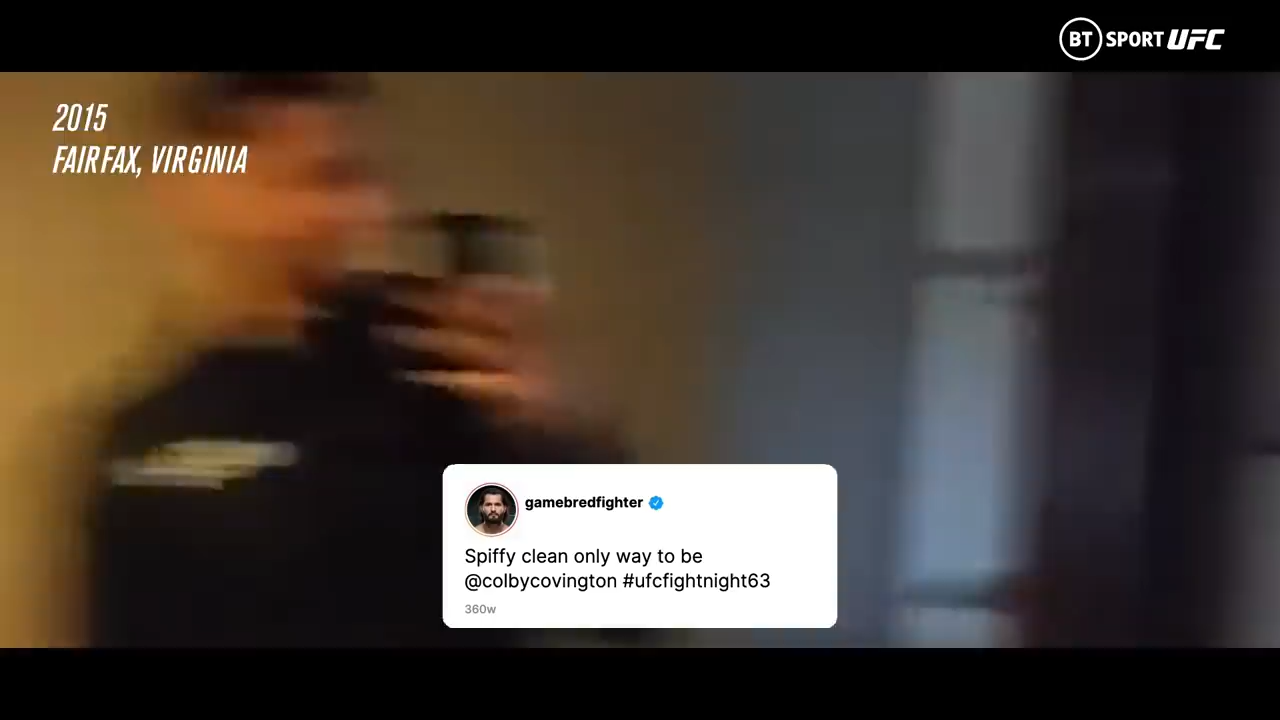 BT SPORT UFC
2015
FAIRFAX, VIRGINIA
gamebredfighter
Spiffy clean only way to be
@colbycovington #ufcfightnight63
360w